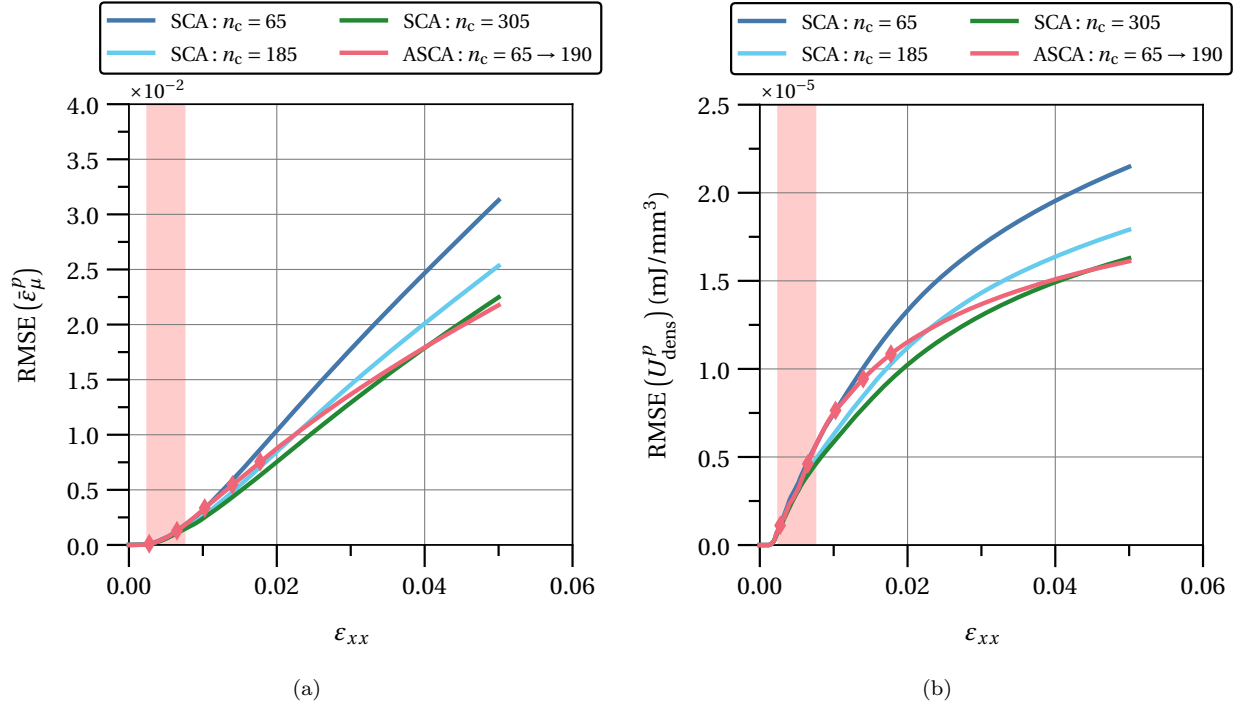 SCA: n_c = 65 SCA: n_c = 305
SCA: n_c = 185 ASCA: n_c = 65 → 190
×10⁻²
4.0
3.5
3.0
2.5
2.0
1.5
1.0
0.5
0.0
RMSE (ε̄^p_μ)
0.00 0.02 0.04 0.06
ε_xx
(a)
SCA: n_c = 65 SCA: n_c = 305
SCA: n_c = 185 ASCA: n_c = 65 → 190
×10⁻⁵
2.5
2.0
1.5
1.0
0.5
0.0
RMSE (U^p_dens) (mJ/mm³)
0.00 0.02 0.04 0.06
ε_xx
(b)